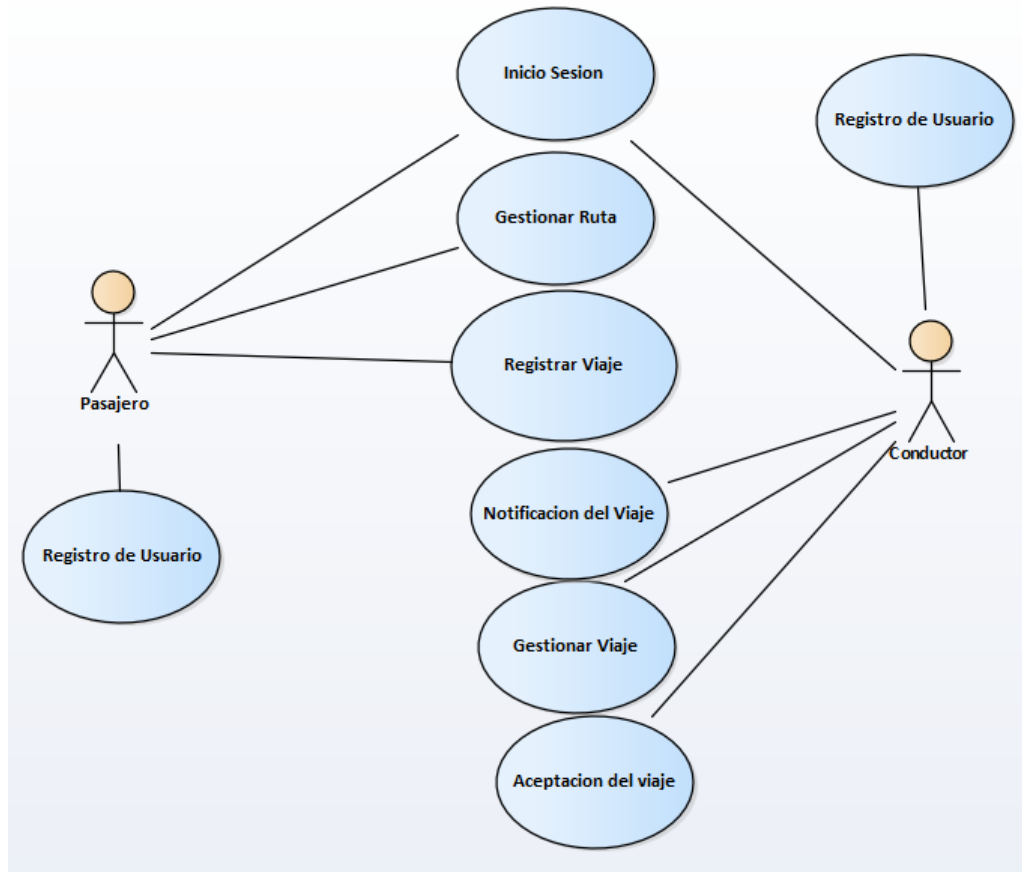 Inicio Sesion
Registro de Usuario
Gestionar Ruta
Registrar Viaje
Pasajero
Conductor
Notificacion del Viaje
Registro de Usuario
Gestionar Viaje
Aceptacion del viaje